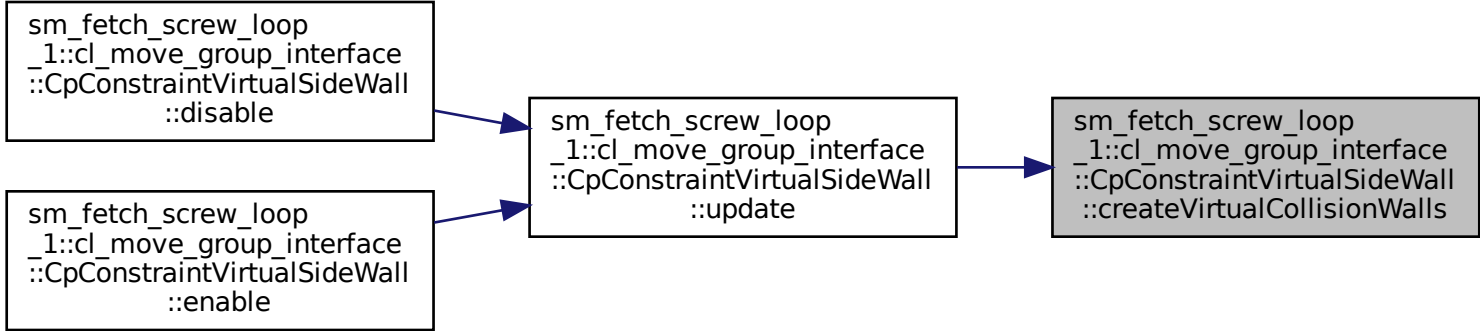 sm_fetch_screw_loop
_1::cl_move_group_interface
::CpConstraintVirtualSideWall
::disable
sm_fetch_screw_loop
_1::cl_move_group_interface
::CpConstraintVirtualSideWall
::enable
sm_fetch_screw_loop
_1::cl_move_group_interface
::CpConstraintVirtualSideWall
::update
sm_fetch_screw_loop
_1::cl_move_group_interface
::CpConstraintVirtualSideWall
::createVirtualCollisionWalls